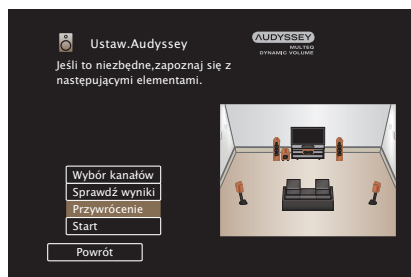 Ustaw.Audyssey
AUDYSSEY
MULTEQ
DYNAMIC VOLUME
Jeśli to niezbędne,zapoznaj się z
następującymi elementami.
Wybór kanałów
Sprawdź wyniki
Przywrócenie
Start
Powrót